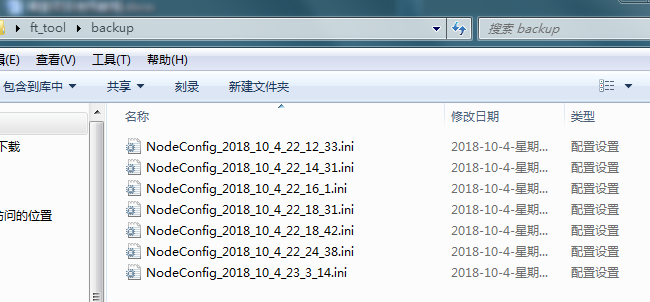 ft_tool ▸ backup
搜索 backup
查看(V) 工具(T) 帮助(H)
包含到库中 共享 刻录 新建文件夹
名称 修改日期 类型
NodeConfig_2018_10_4_22_12_33.ini 2018-10-4-星期... 配置设置
下载
NodeConfig_2018_10_4_22_14_31.ini 2018-10-4-星期... 配置设置
NodeConfig_2018_10_4_22_16_1.ini 2018-10-4-星期... 配置设置
访问的位置
NodeConfig_2018_10_4_22_18_31.ini 2018-10-4-星期... 配置设置
NodeConfig_2018_10_4_22_18_42.ini 2018-10-4-星期... 配置设置
NodeConfig_2018_10_4_22_24_38.ini 2018-10-4-星期... 配置设置
NodeConfig_2018_10_4_23_3_14.ini 2018-10-4-星期... 配置设置